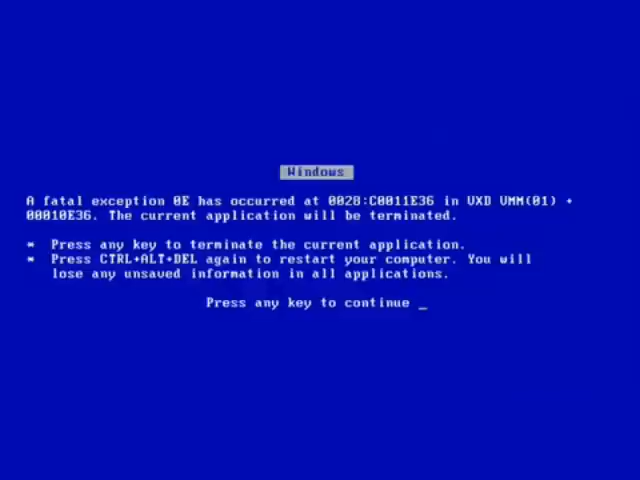 Windows
A fatal exception 0E has occurred at 0028:C0011E36 in VXD VMM(01) +
00010E36. The current application will be terminated.
* Press any key to terminate the current application.
* Press CTRL+ALT+DEL again to restart your computer. You will
lose any unsaved information in all applications.
Press any key to continue _